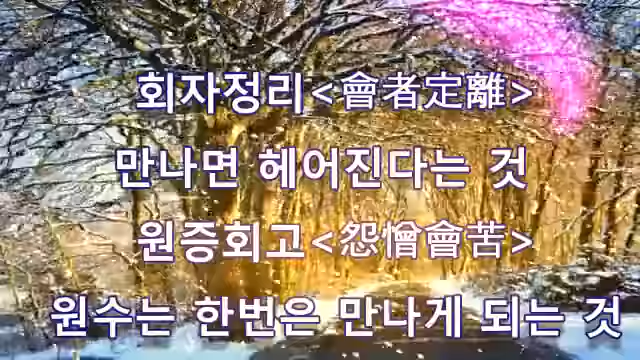 회자정리<會者定離>
만나면 헤어진다는 것
원증회고<怨憎會苦>
원수는 한번은 만나게 되는 것